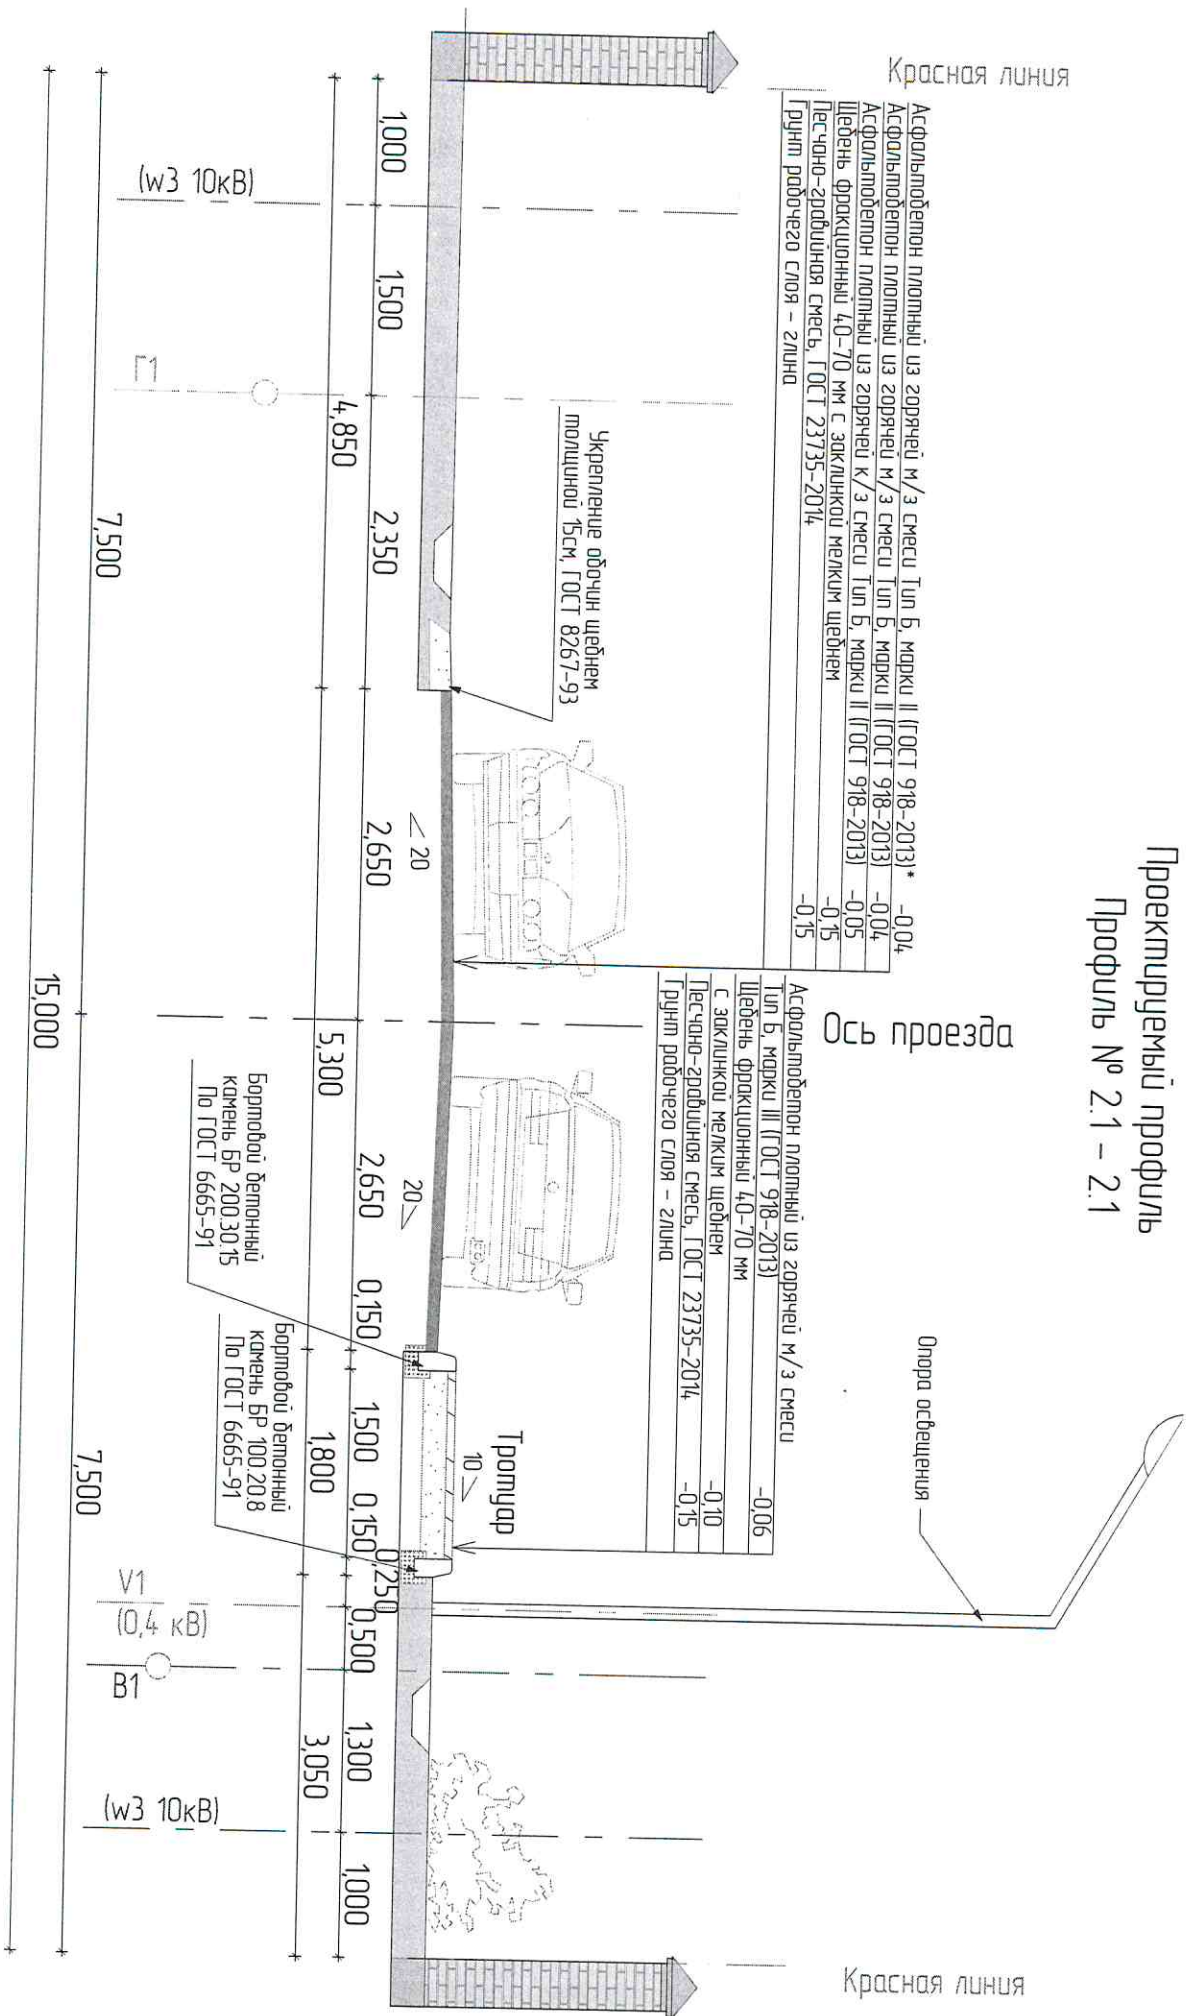 Проектируемый профиль
Профиль № 2.1 - 2.1
Красная линия
Асфальтобетон плотный из горячей м/з смеси Тип Б, марки II (ГОСТ 918-2013)* -0,04
Асфальтобетон плотный из горячей м/з смеси Тип Б, марки II (ГОСТ 918-2013) -0,04
Асфальтобетон плотный из горячей к/з смеси Тип Б, марки II (ГОСТ 918-2013) -0,05
Щебень фракционный 40-70 мм с заклинкой мелким щебнем -0,15
Песчано-гравийная смесь, ГОСТ 23735-2014 -0,15
Грунт рабочего слоя - глина
Ось проезда
Асфальтобетон плотный из горячей м/з смеси
Тип Б, марки III (ГОСТ 918-2013) -0,06
Щебень фракционный 40-70 мм
с заклинкой мелким щебнем -0,10
Песчано-гравийная смесь, ГОСТ 23735-2014 -0,15
Грунт рабочего слоя - глина
Опора освещения
Красная линия
Укрепление обочин щебнем
толщиной 15см, ГОСТ 8267-93
Тротуар
10
20
20
1,000
1,500
2,350
2,650
2,650
0,150
1,500
0,150
0,250
0,500
1,300
1,000
4,850
5,300
1,800
3,050
Бортовой бетонный
камень БР 200.30.15
По ГОСТ 6665-91
Бортовой бетонный
камень БР 100.20.8
По ГОСТ 6665-91
(w3 10кВ)
Г1
V1
(0,4 кВ)
В1
(w3 10кВ)
7,500
7,500
15,000